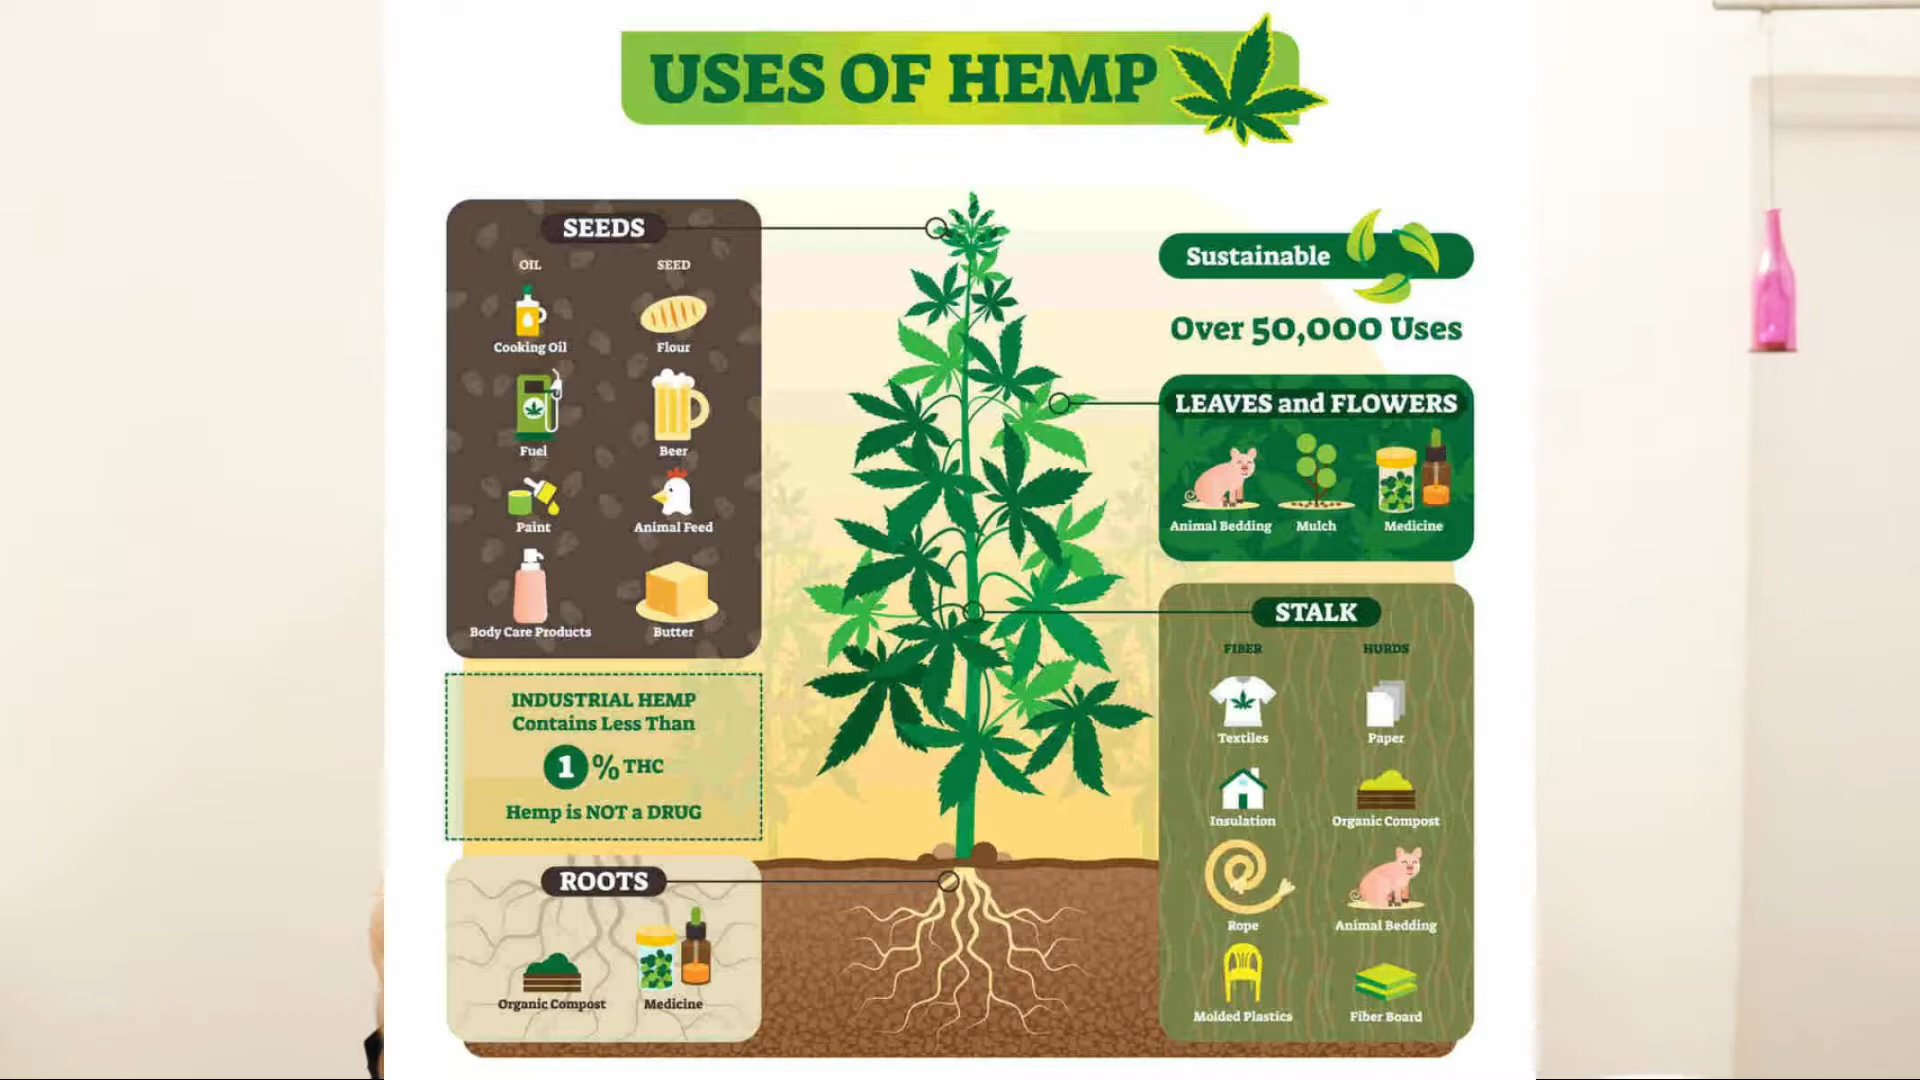 USES OF HEMP
SEEDS
OIL
SEED
Cooking Oil
Flour
Fuel
Beer
Paint
Animal Feed
Body Care Products
Butter
INDUSTRIAL HEMP
Contains Less Than
1 % THC
Hemp is NOT a DRUG
ROOTS
Organic Compost
Medicine
Sustainable
Over 50,000 Uses
LEAVES and FLOWERS
Animal Bedding
Mulch
Medicine
STALK
FIBER
HURDS
Textiles
Paper
Insulation
Organic Compost
Rope
Animal Bedding
Molded Plastics
Fiber Board